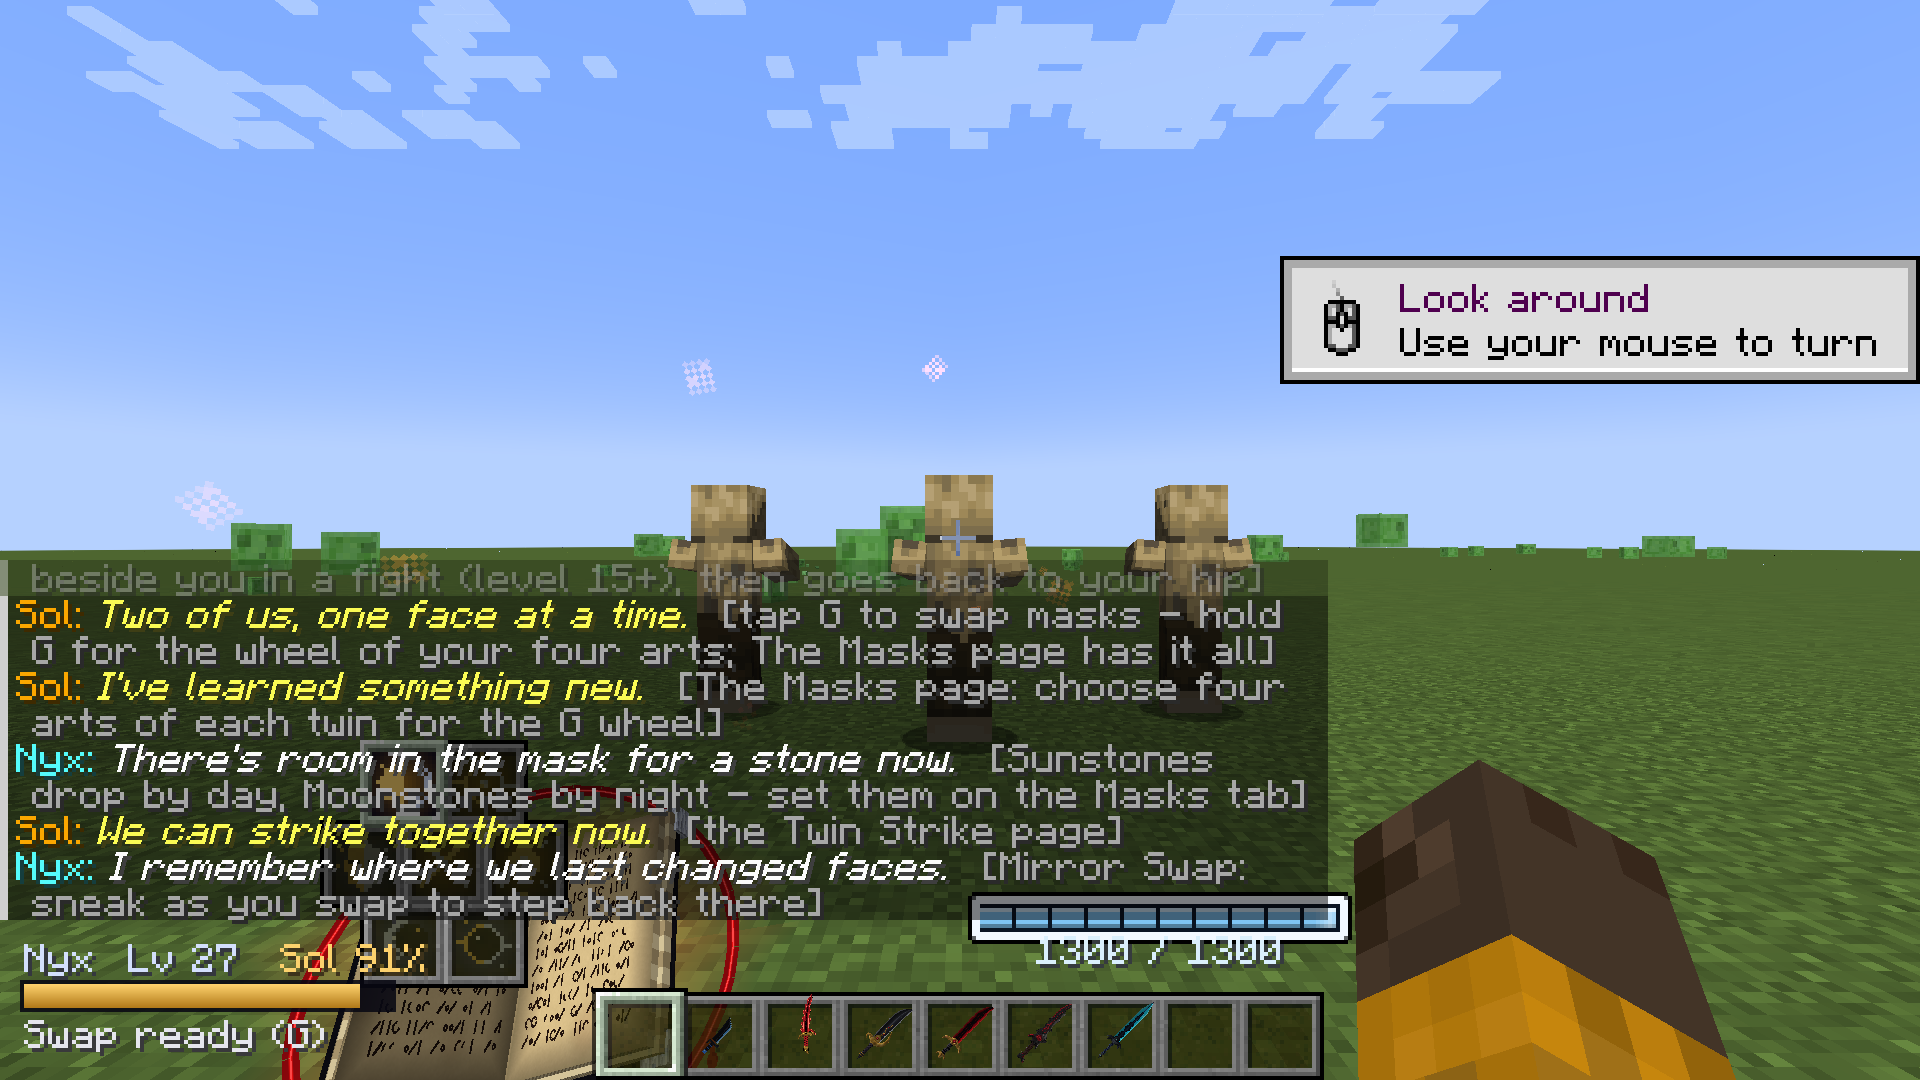 Look around
Use your mouse to turn
beside you in a fight (level 15+), then goes back to your hip]
Sol: Two of us, one face at a time. [tap G to swap masks – hold
G for the wheel of your four arts; The Masks page has it all]
Sol: I've learned something new. [The Masks page: choose four
arts of each twin for the G wheel]
Nyx: There's room in the mask for a stone now. [Sunstones
drop by day, Moonstones by night – set them on the Masks tab]
Sol: We can strike together now. [the Twin Strike page]
Nyx: I remember where we last changed faces. [Mirror Swap:
sneak as you swap to step back there]
1300 / 1300
Nyx Lv 27 Sol 91%
Swap ready (G)